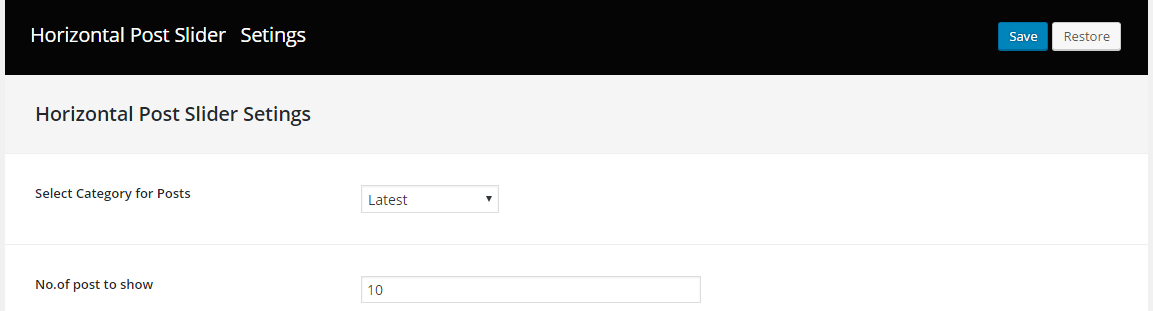 Horizontal Post Slider Setings
Save
Restore
Horizontal Post Slider Setings
Select Category for Posts
Latest
No.of post to show
10